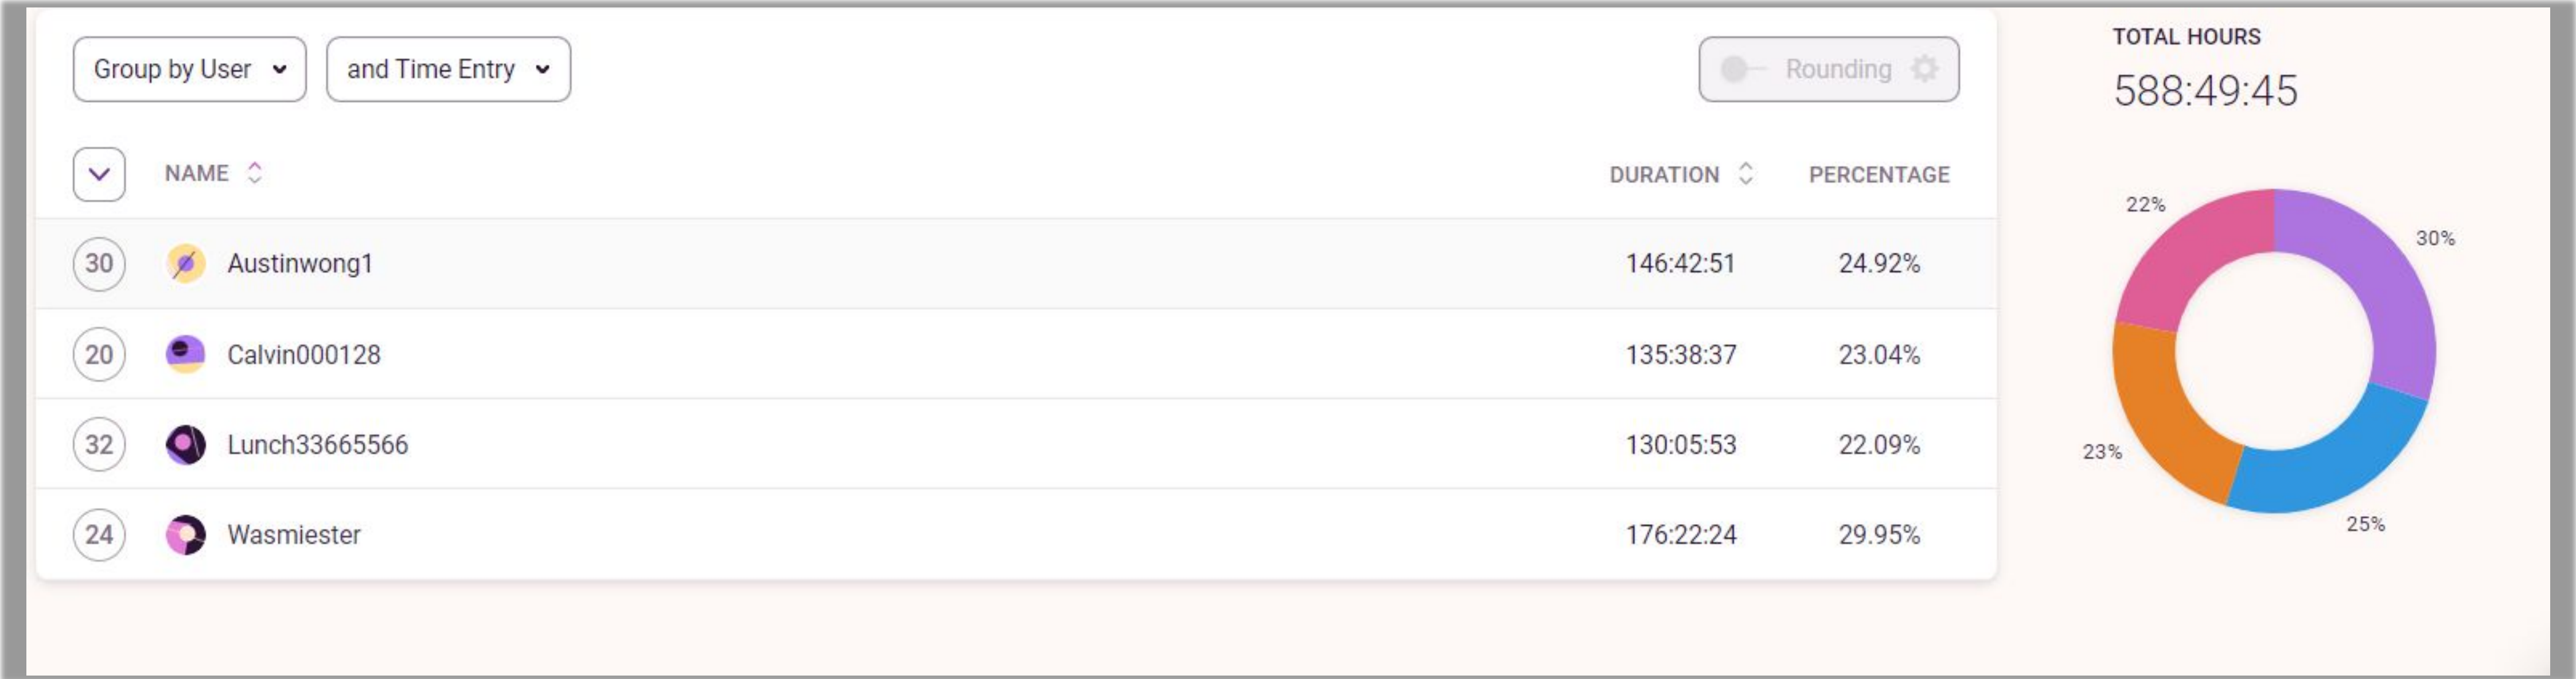 Group by User and Time Entry Rounding
NAME DURATION PERCENTAGE
30 Austinwong1 146:42:51 24.92%
20 Calvin000128 135:38:37 23.04%
32 Lunch33665566 130:05:53 22.09%
24 Wasmiester 176:22:24 29.95%
TOTAL HOURS
588:49:45
22%
30%
23%
25%